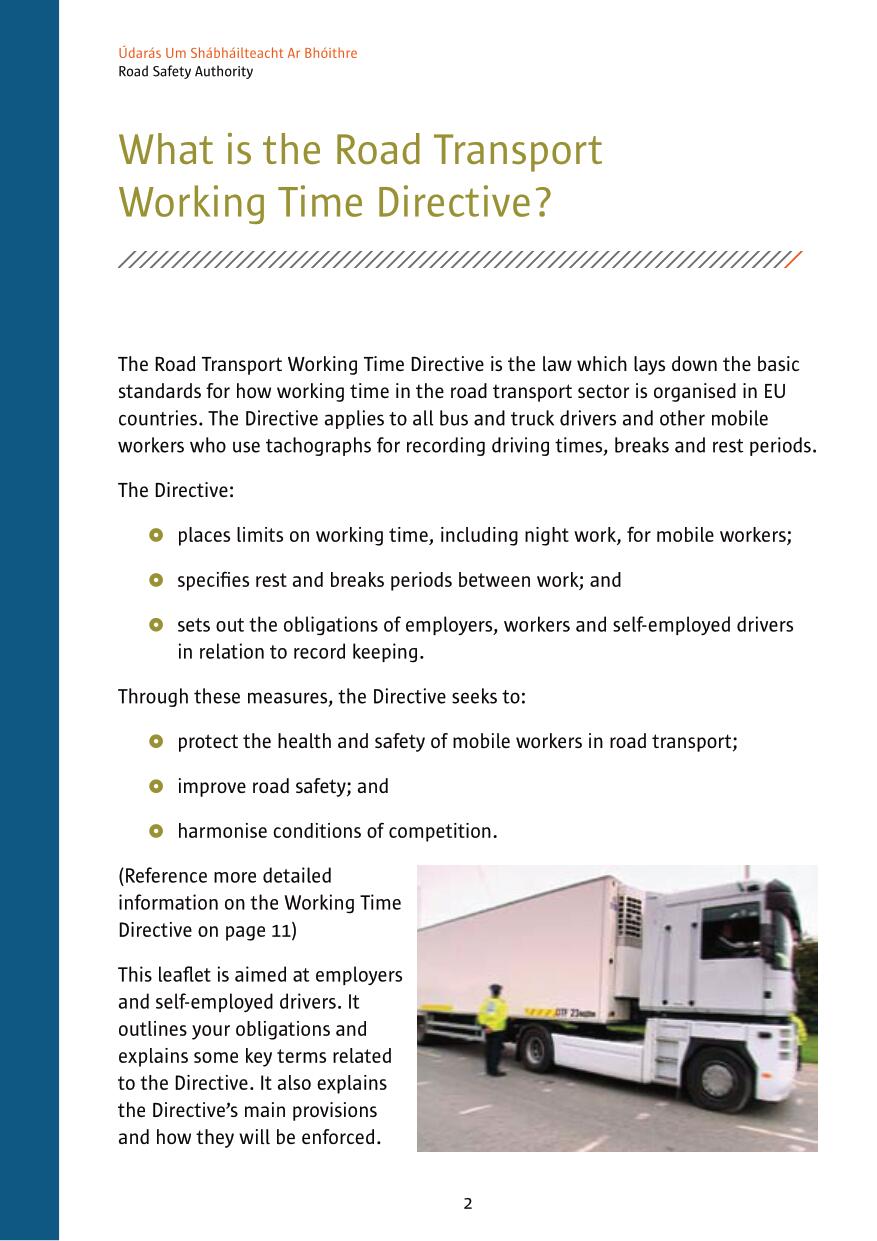 Údarás Um Shábháilteacht Ar Bhóithre
Road Safety Authority
What is the Road Transport
Working Time Directive?
The Road Transport Working Time Directive is the law which lays down the basic
standards for how working time in the road transport sector is organised in EU
countries. The Directive applies to all bus and truck drivers and other mobile
workers who use tachographs for recording driving times, breaks and rest periods.
The Directive:
places limits on working time, including night work, for mobile workers;
specifies rest and breaks periods between work; and
sets out the obligations of employers, workers and self-employed drivers
in relation to record keeping.
Through these measures, the Directive seeks to:
protect the health and safety of mobile workers in road transport;
improve road safety; and
harmonise conditions of competition.
(Reference more detailed
information on the Working Time
Directive on page 11)
This leaflet is aimed at employers
and self-employed drivers. It
outlines your obligations and
explains some key terms related
to the Directive. It also explains
the Directive’s main provisions
and how they will be enforced.
2